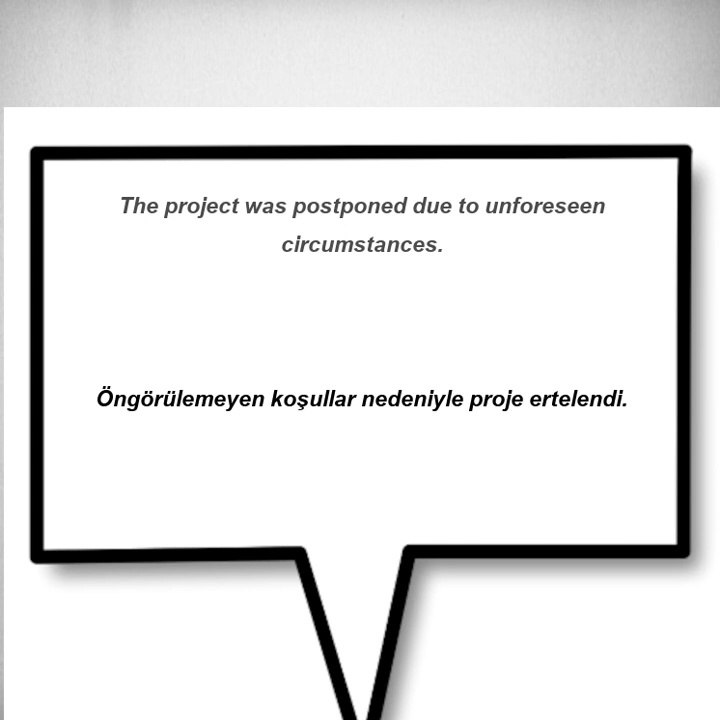 The project was postponed due to unforeseen
circumstances.
Öngörülemeyen koşullar nedeniyle proje ertelendi.